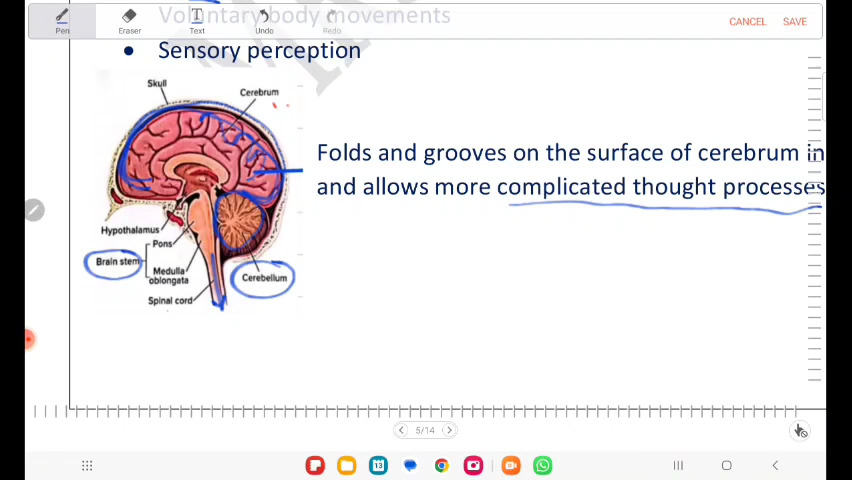 Voluntary body movements
Pen
Eraser
Text
Undo
Redo
CANCEL
SAVE
• Sensory perception
Skull
Cerebrum
Folds and grooves on the surface of cerebrum in
and allows more complicated thought processes
Hypothalamus
Pons
Brain stem
Medulla
oblongata
Cerebellum
Spinal cord
5/14
13